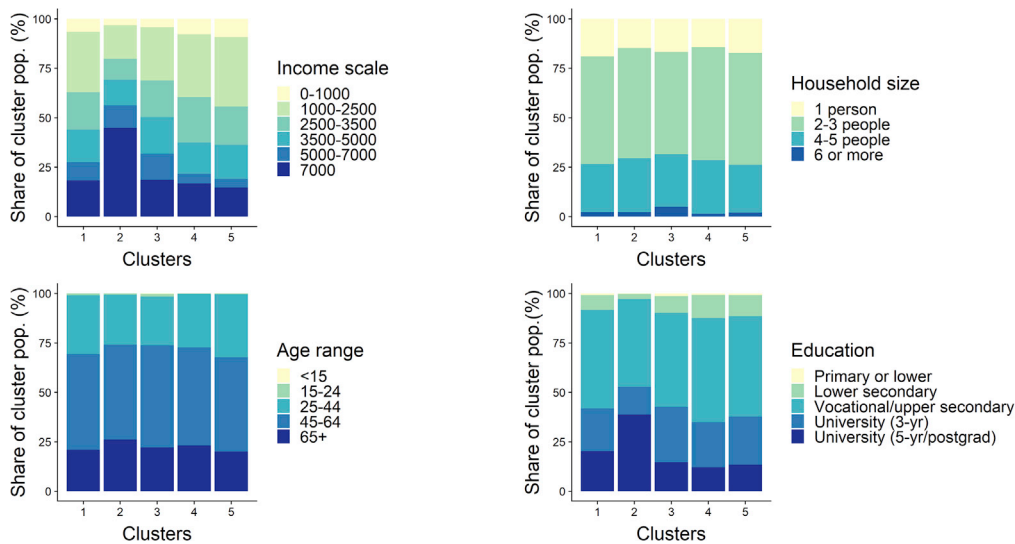 Share of cluster pop. (%)
100
75
50
25
0
1 2 3 4 5
Clusters
Income scale
0-1000
1000-2500
2500-3500
3500-5000
5000-7000
7000
Share of cluster pop. (%)
100
75
50
25
0
1 2 3 4 5
Clusters
Household size
1 person
2-3 people
4-5 people
6 or more
Share of cluster pop. (%)
100
75
50
25
0
1 2 3 4 5
Clusters
Age range
<15
15-24
25-44
45-64
65+
Share of cluster pop.(%)
100
75
50
25
0
1 2 3 4 5
Clusters
Education
Primary or lower
Lower secondary
Vocational/upper secondary
University (3-yr)
University (5-yr/postgrad)